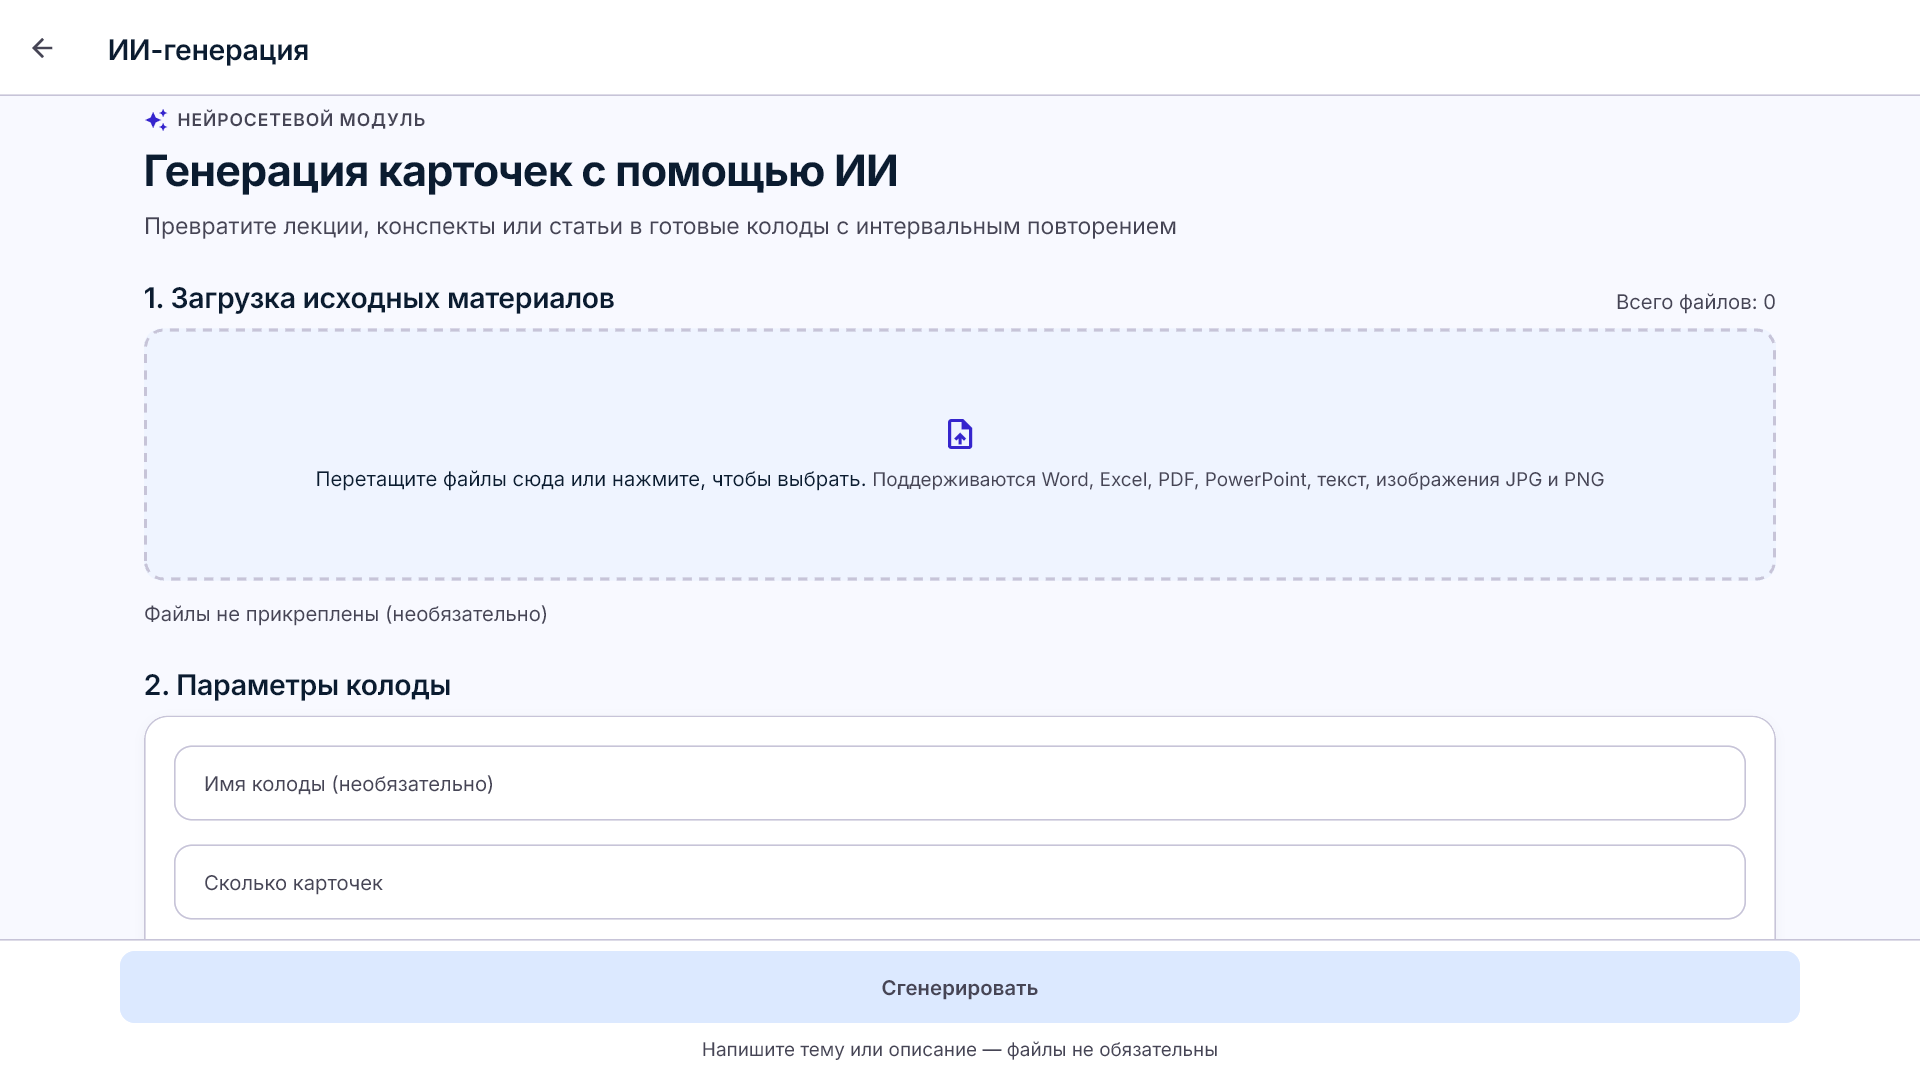 ИИ-генерация
НЕЙРОСЕТЕВОЙ МОДУЛЬ
Генерация карточек с помощью ИИ
Превратите лекции, конспекты или статьи в готовые колоды с интервальным повторением
1. Загрузка исходных материалов
Всего файлов: 0
Перетащите файлы сюда или нажмите, чтобы выбрать. Поддерживаются Word, Excel, PDF, PowerPoint, текст, изображения JPG и PNG
Файлы не прикреплены (необязательно)
2. Параметры колоды
Имя колоды (необязательно)
Сколько карточек
Сгенерировать
Напишите тему или описание — файлы не обязательны